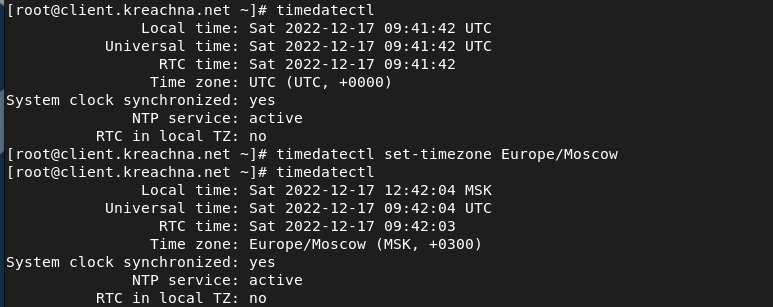 [root@client.kreachna.net ~]# timedatectl
Local time: Sat 2022-12-17 09:41:42 UTC
Universal time: Sat 2022-12-17 09:41:42 UTC
RTC time: Sat 2022-12-17 09:41:42
Time zone: UTC (UTC, +0000)
System clock synchronized: yes
NTP service: active
RTC in local TZ: no
[root@client.kreachna.net ~]# timedatectl set-timezone Europe/Moscow
[root@client.kreachna.net ~]# timedatectl
Local time: Sat 2022-12-17 12:42:04 MSK
Universal time: Sat 2022-12-17 09:42:04 UTC
RTC time: Sat 2022-12-17 09:42:03
Time zone: Europe/Moscow (MSK, +0300)
System clock synchronized: yes
NTP service: active
RTC in local TZ: no